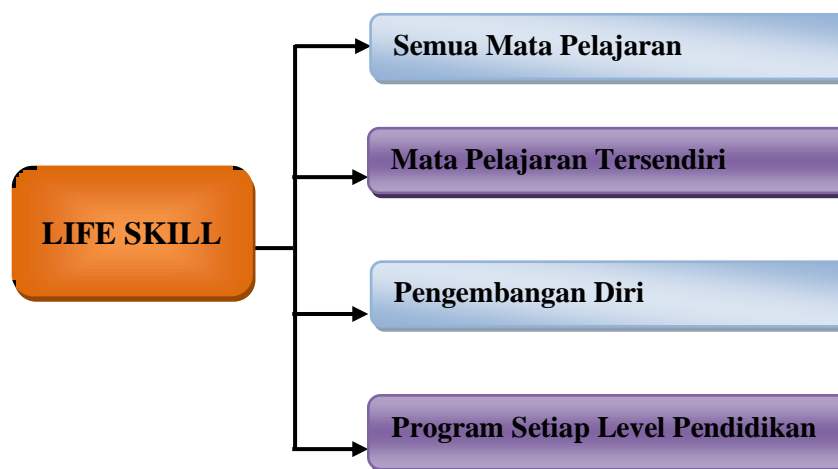 Semua Mata Pelajaran
Mata Pelajaran Tersendiri
LIFE SKILL
Pengembangan Diri
Program Setiap Level Pendidikan